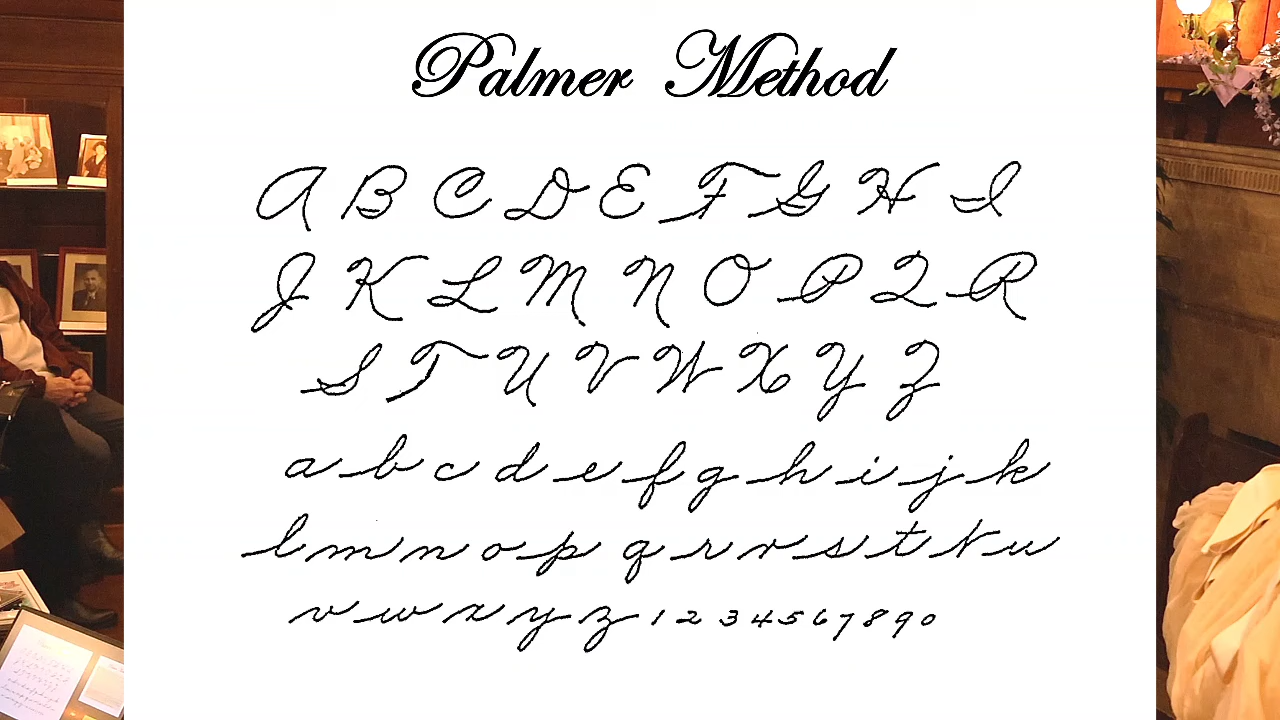 Palmer Method
A B C D E F G H I
J K L M N O P Q R
S T U V W X Y Z
a b c d e f g h i j k
l m n o p q r r s t t u
v w x y z 1 2 3 4 5 6 7 8 9 0